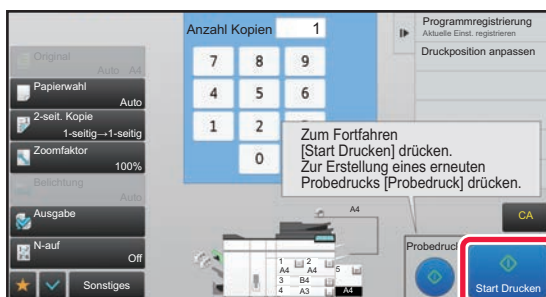 Anzahl Kopien 1
Programmregistrierung
Aktuelle Einst. registrieren
Druckposition anpassen
Original
Auto A4
Papierwahl
Auto
2-seit. Kopie
1-seitig→1-seitig
Zoomfaktor
100%
Belichtung
Auto
Ausgabe
N-auf
Off
Sonstiges
7 8 9
4 5 6
1 2
0
Zum Fortfahren
[Start Drucken] drücken.
Zur Erstellung eines erneuten
Probedrucks [Probedruck] drücken.
A4
CA
1 A4 2 A4 5
3 B4
4 A3 A4
Probedruck
Start Drucken